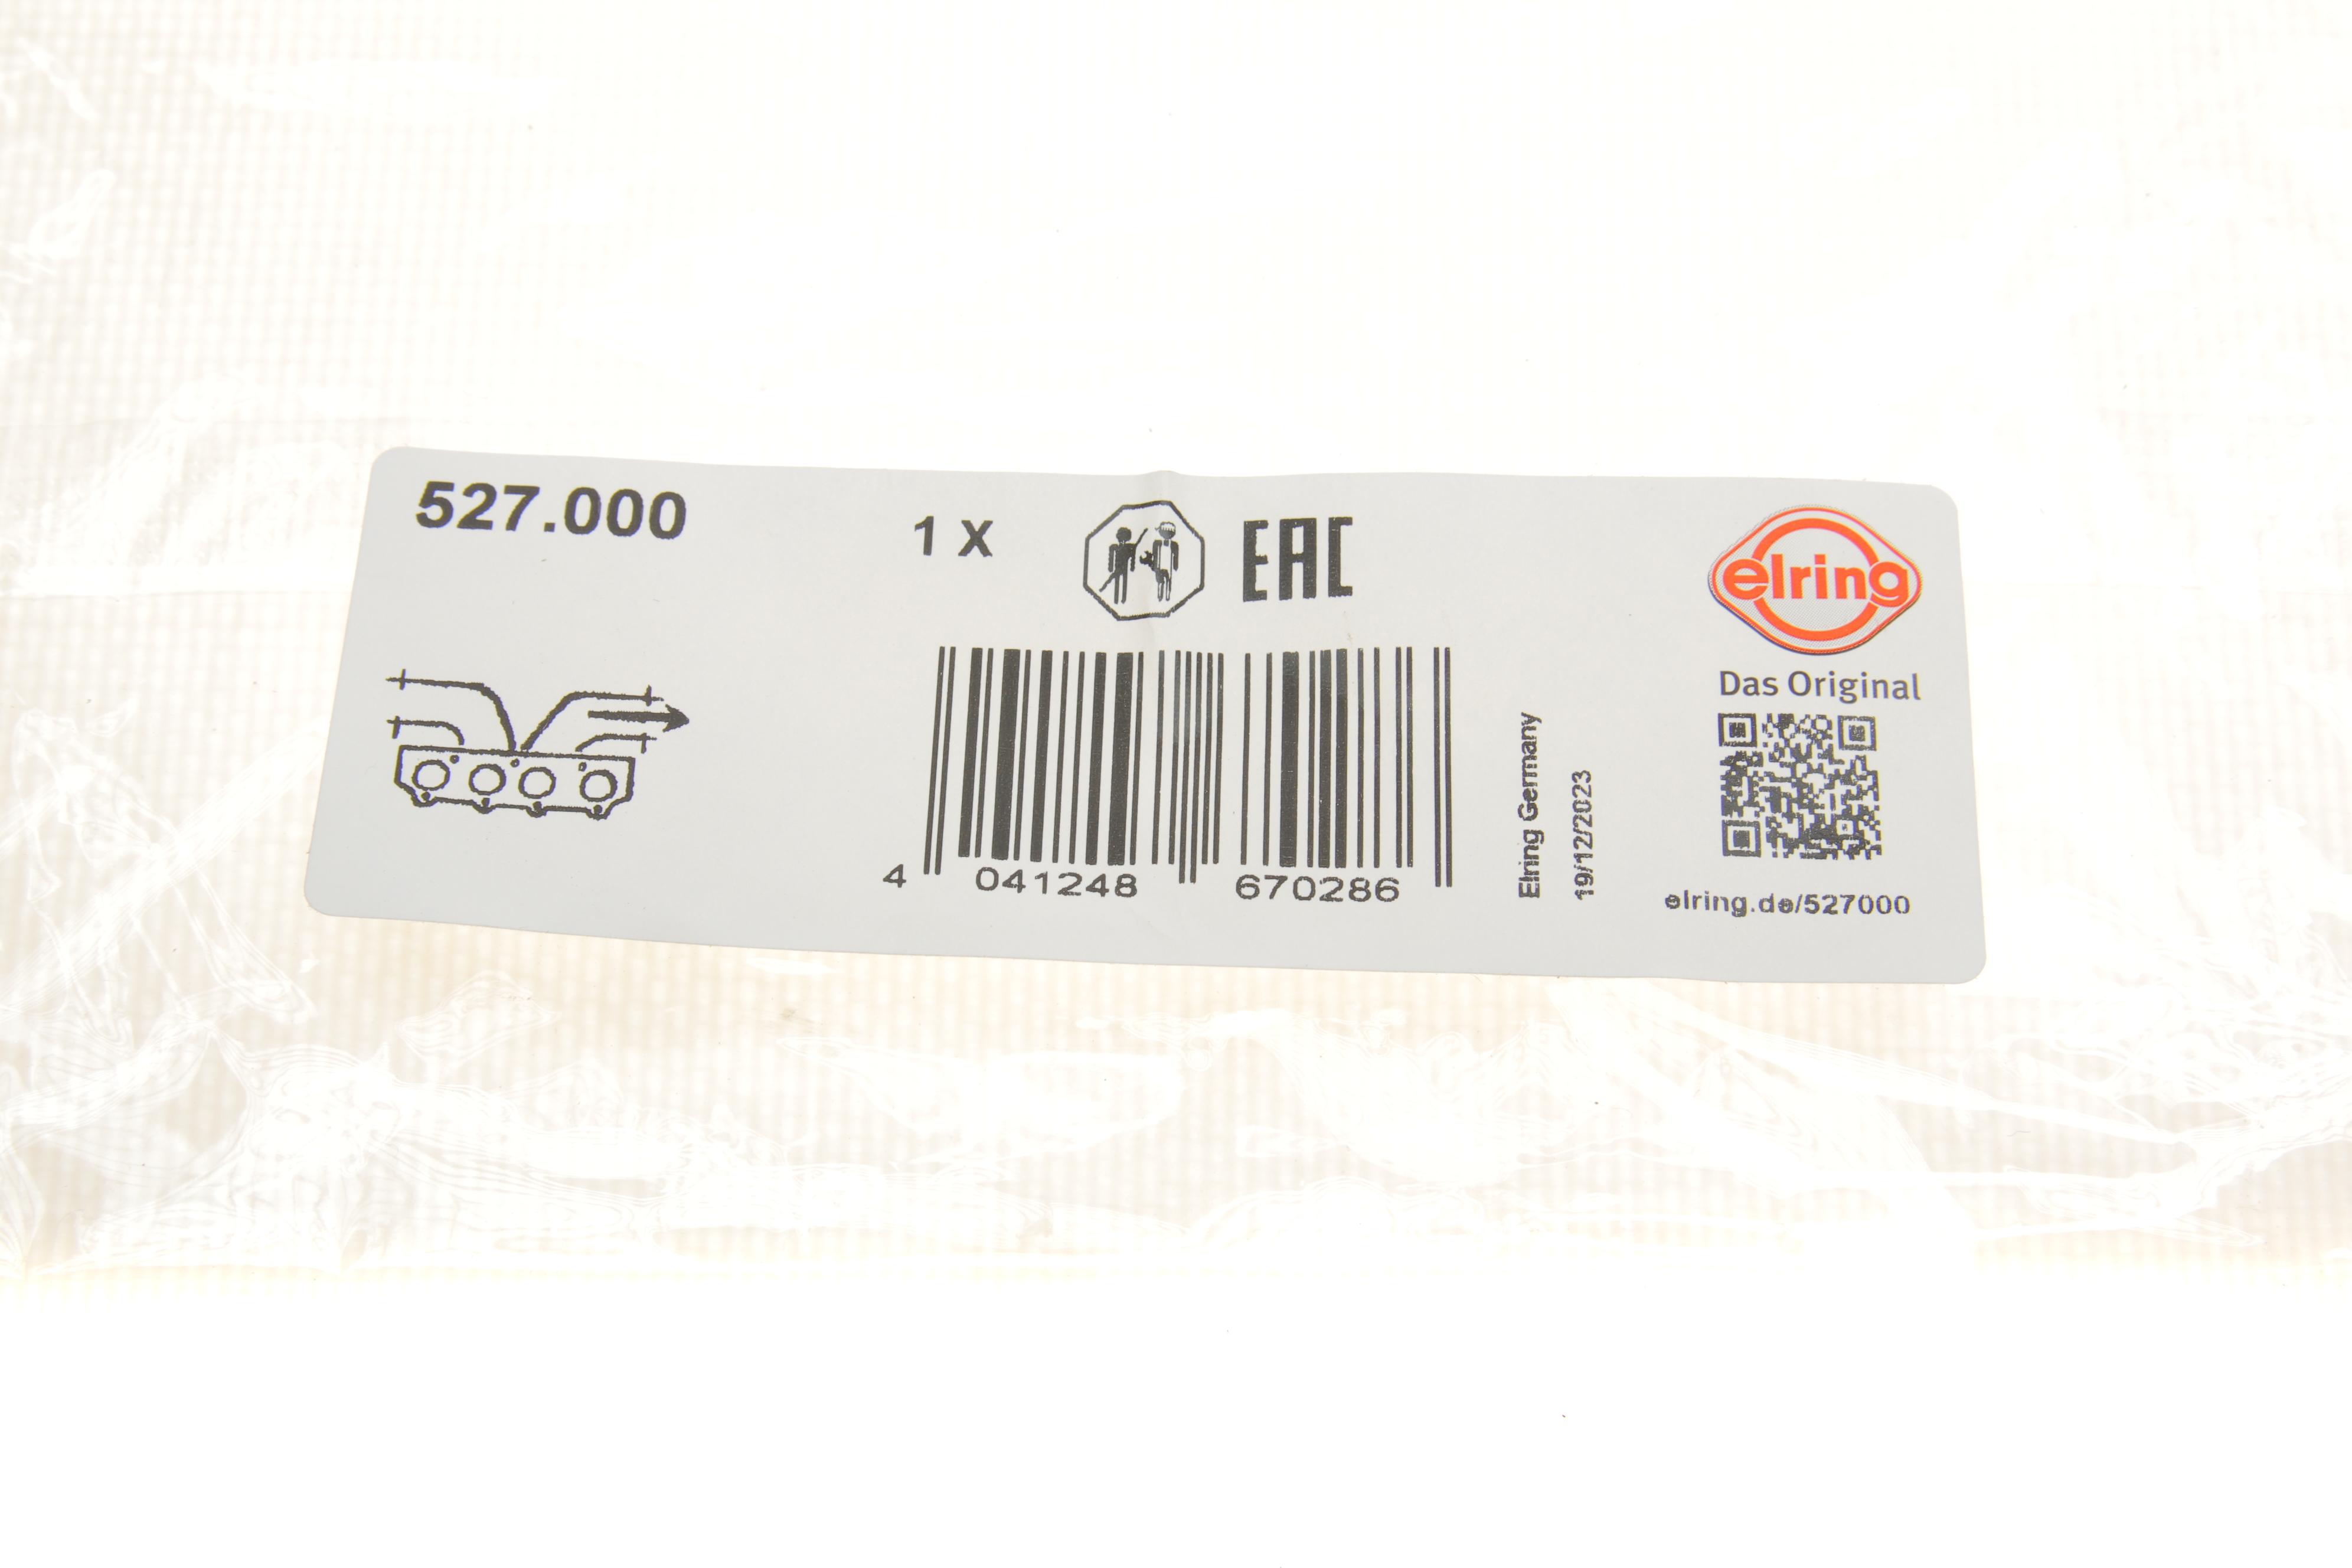 527.000
1 X
EAC
elring
Das Original
4 041248 670286
Elring Germany
19/12/2023
elring.de/527000